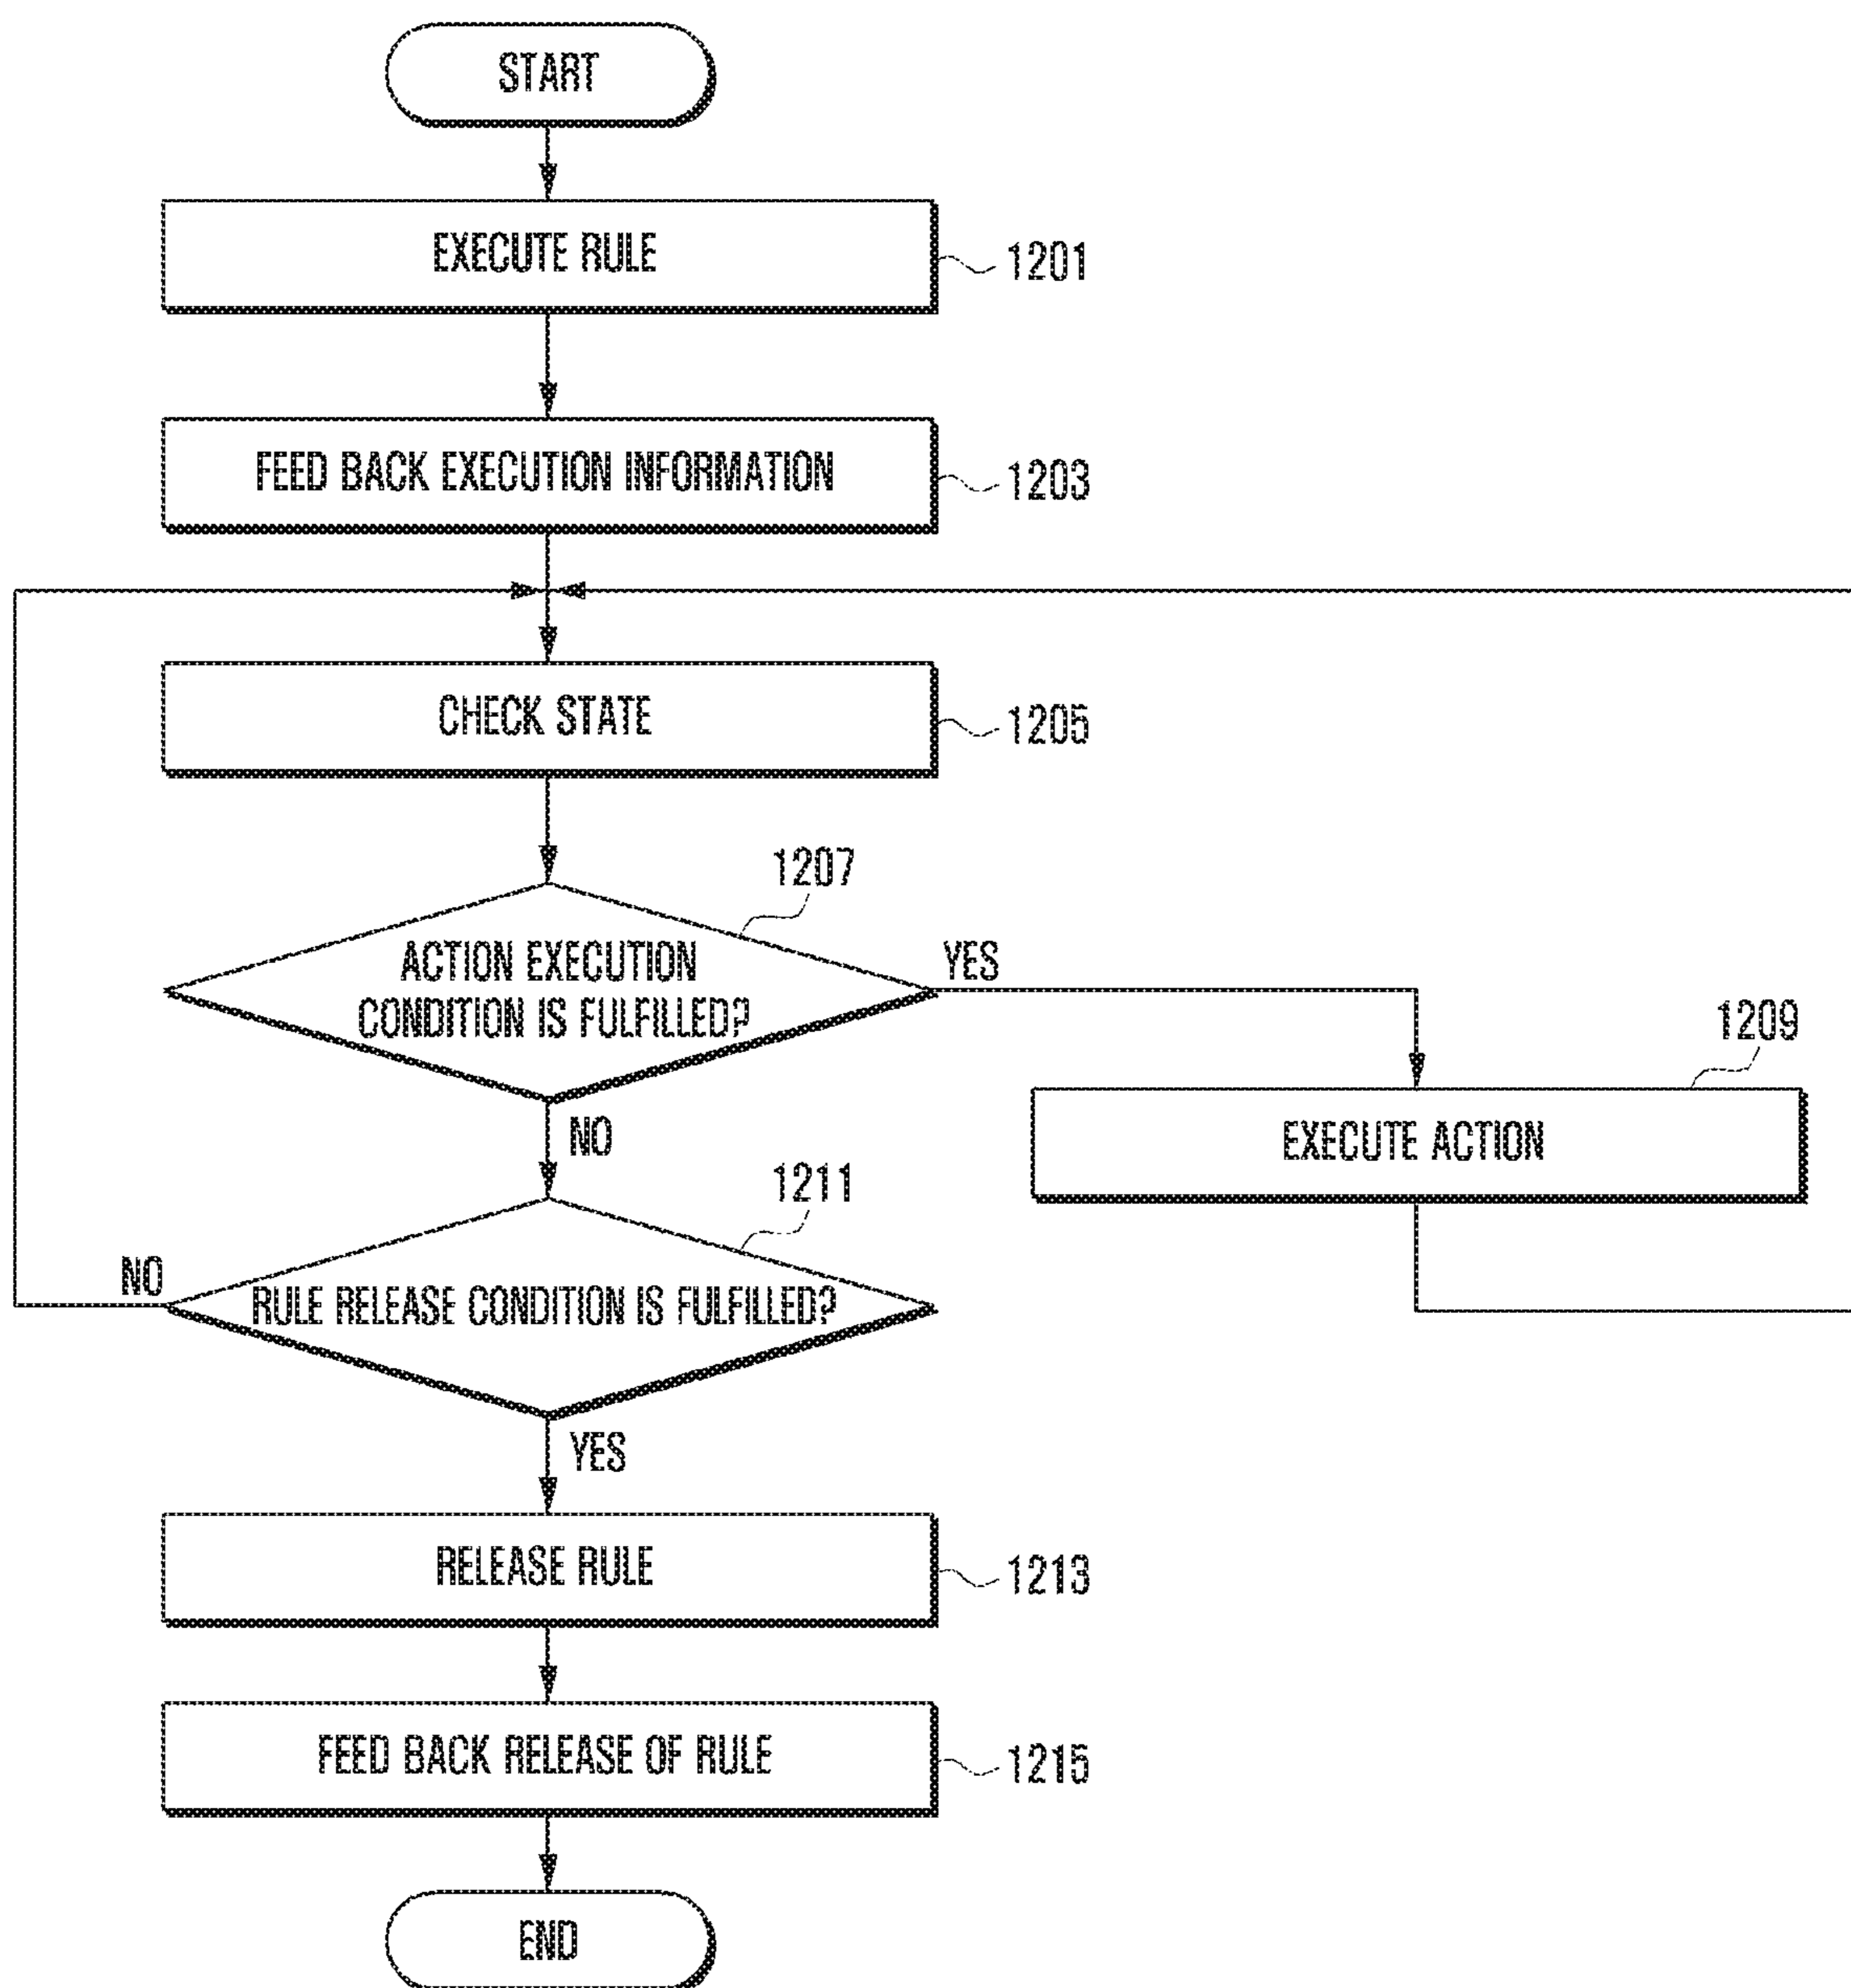 START
EXECUTE RULE
1201
FEED BACK EXECUTION INFORMATION
1203
CHECK STATE
1205
1207
ACTION EXECUTION
CONDITION IS FULFILLED?
YES
1209
EXECUTE ACTION
NO
1211
NO
RULE RELEASE CONDITION IS FULFILLED?
YES
RELEASE RULE
1213
FEED BACK RELEASE OF RULE
1215
END